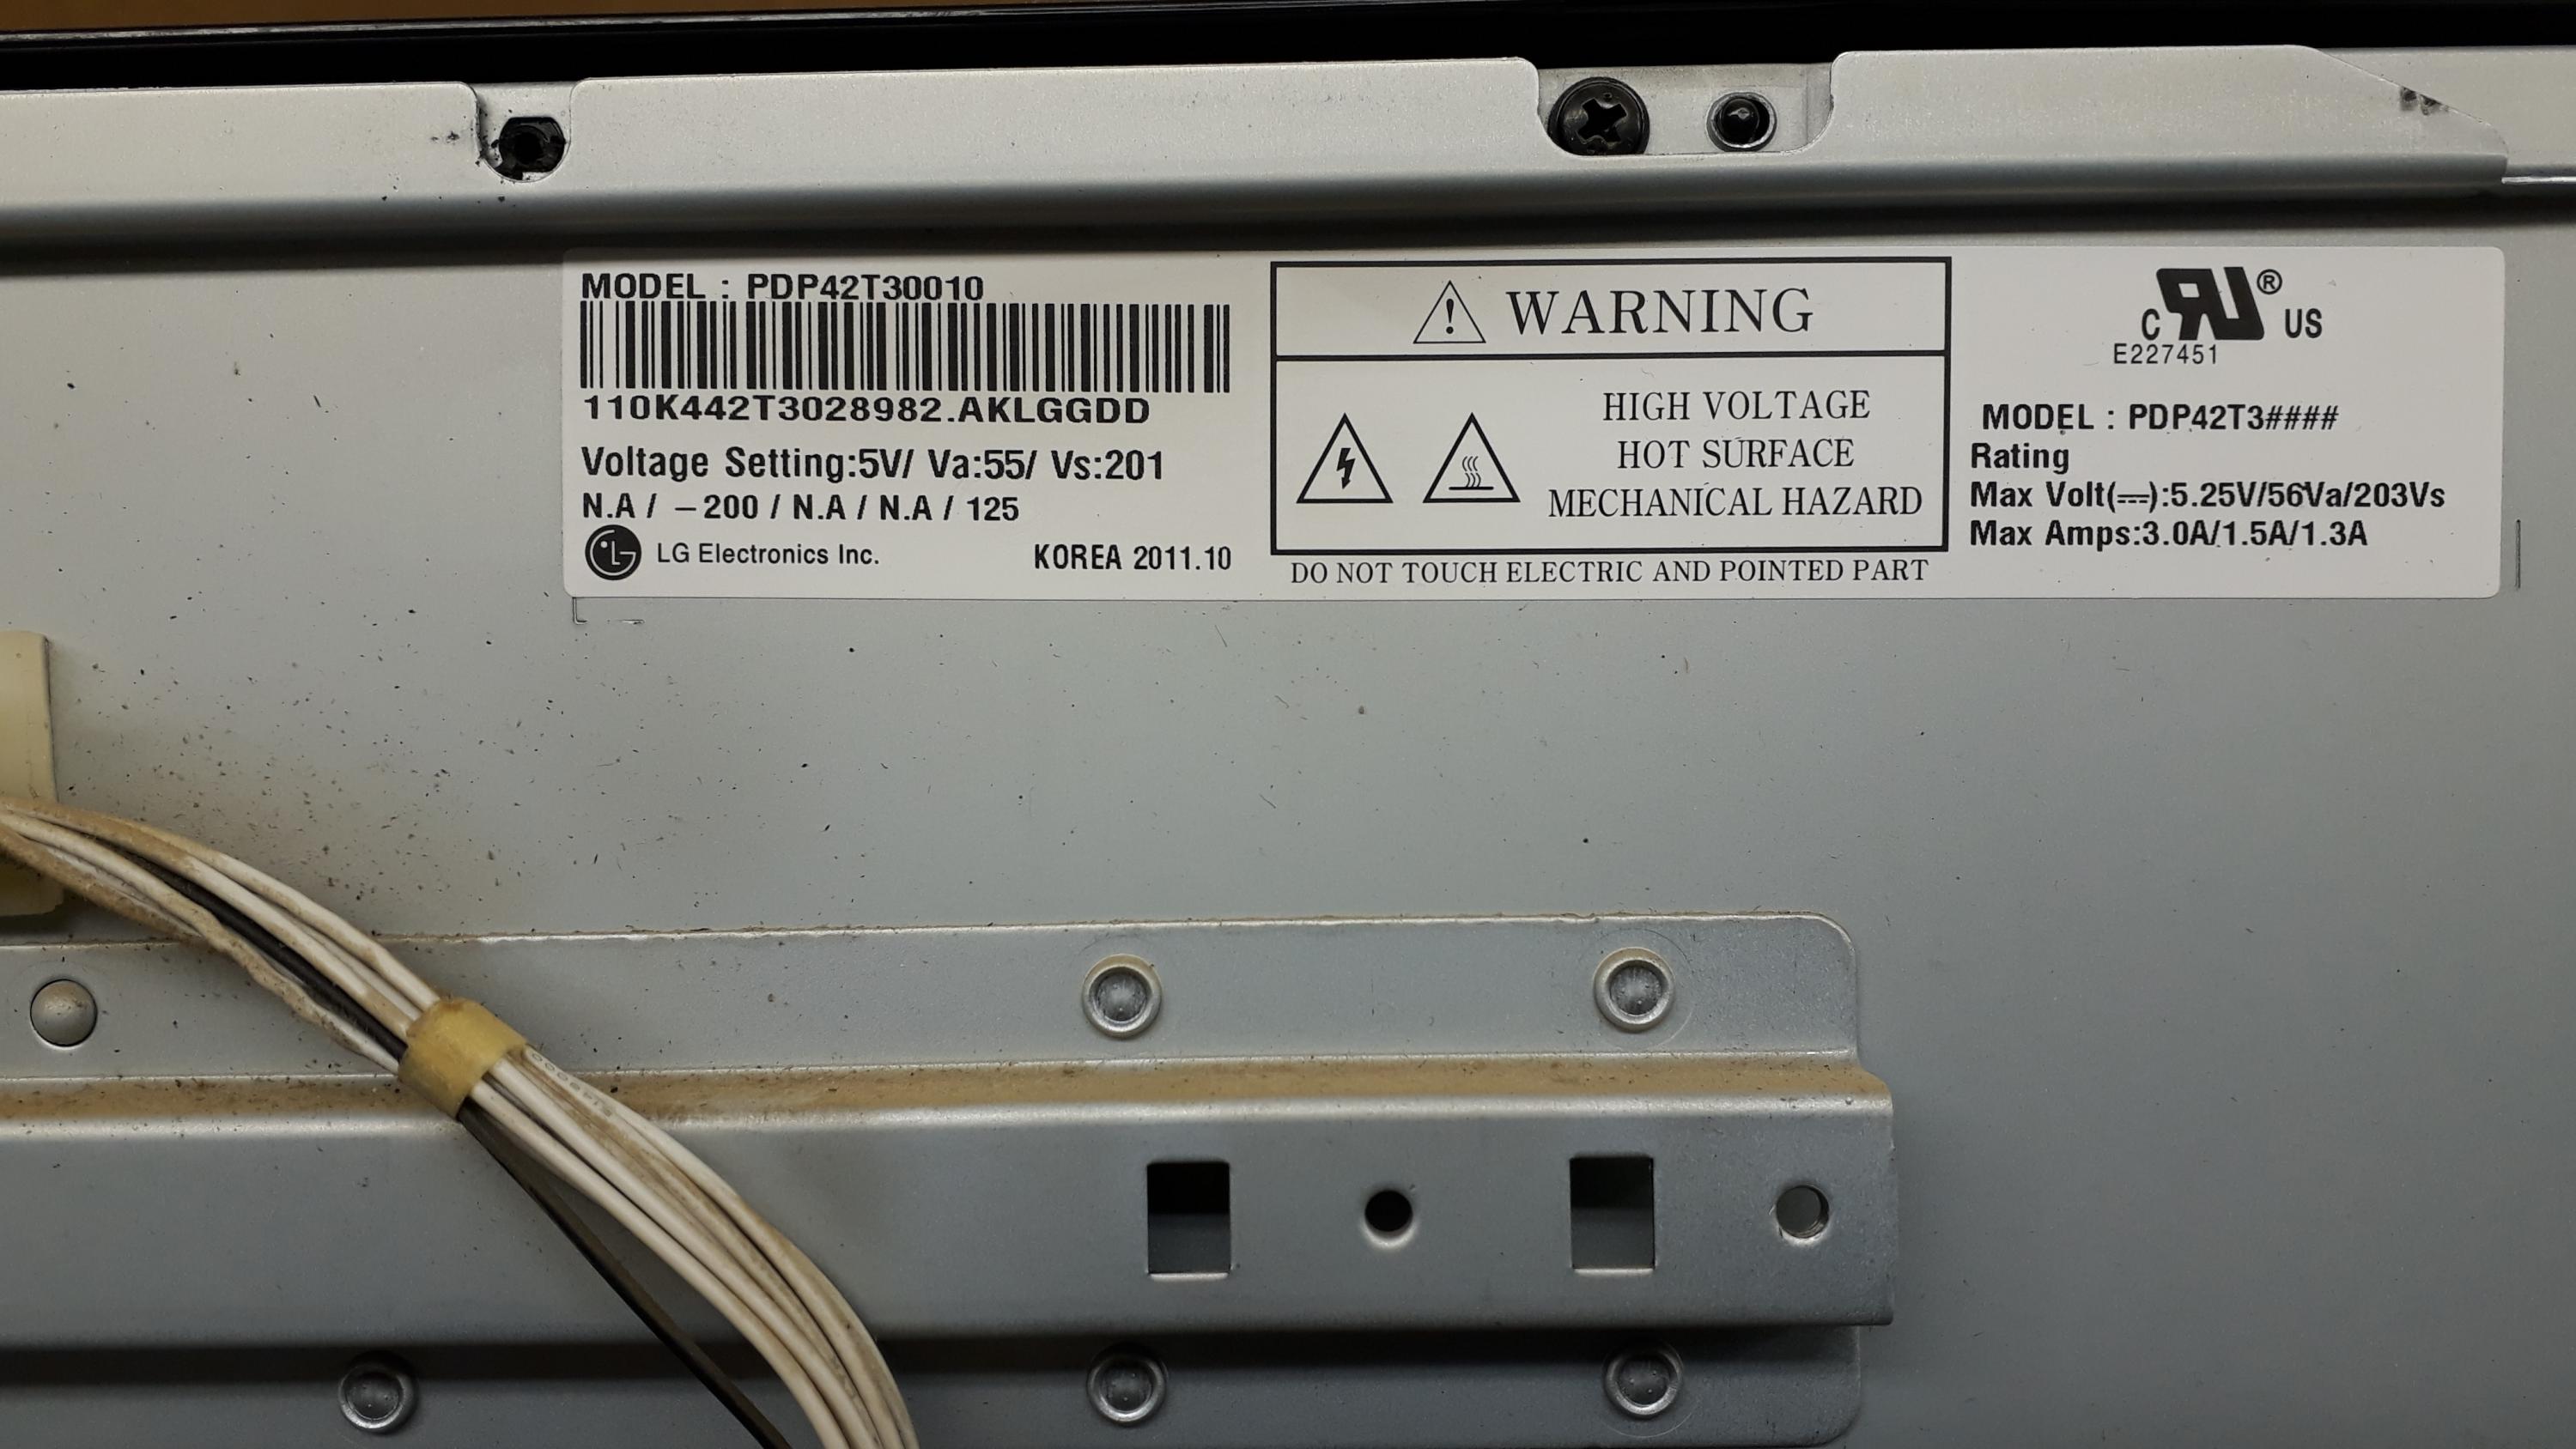 MODEL : PDP42T30010
110K442T3028982.AKLGGDD
Voltage Setting:5V/ Va:55/ Vs:201
N.A / -200 / N.A / N.A / 125
LG LG Electronics Inc. KOREA 2011.10
WARNING
HIGH VOLTAGE
HOT SURFACE
MECHANICAL HAZARD
DO NOT TOUCH ELECTRIC AND POINTED PART
C RU ® US
E227451
MODEL : PDP42T3####
Rating
Max Volt(⎓):5.25V/56Va/203Vs
Max Amps:3.0A/1.5A/1.3A